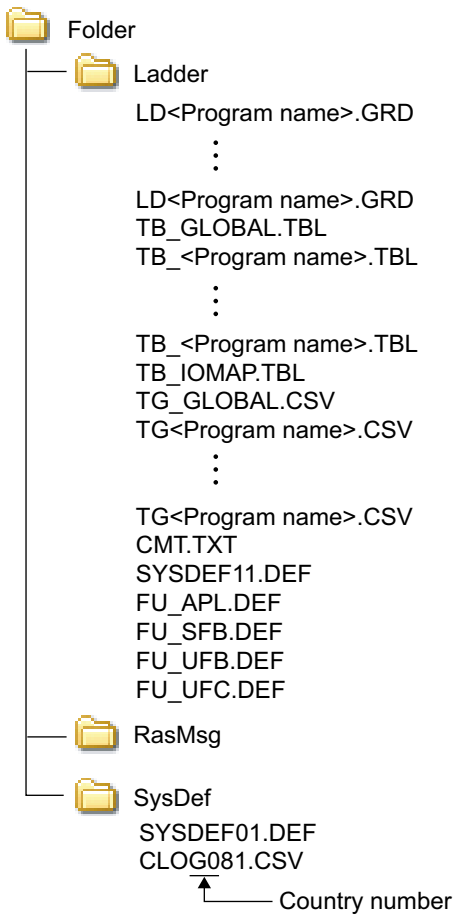 Folder
Ladder
LD<Program name>.GRD
LD<Program name>.GRD
TB_GLOBAL.TBL
TB_<Program name>.TBL
TB_<Program name>.TBL
TB_IOMAP.TBL
TG_GLOBAL.CSV
TG<Program name>.CSV
TG<Program name>.CSV
CMT.TXT
SYSDEF11.DEF
FU_APL.DEF
FU_SFB.DEF
FU_UFB.DEF
FU_UFC.DEF
RasMsg
SysDef
SYSDEF01.DEF
CLOG081.CSV
Country number